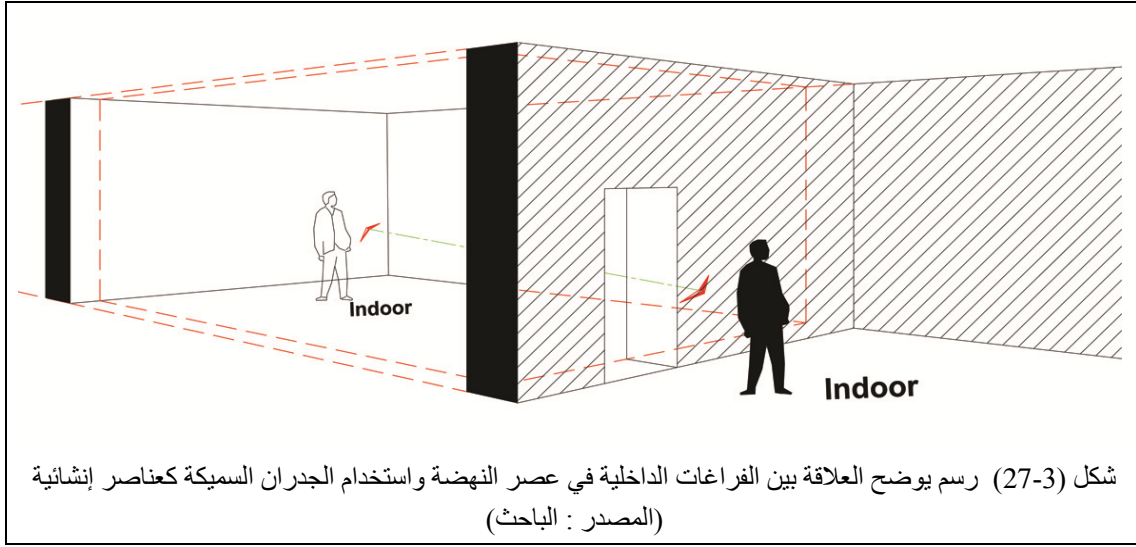 Indoor
Indoor
شكل (3-27) رسم يوضح العلاقة بين الفراغات الداخلية في عصر النهضة واستخدام الجدران السميكة كعناصر إنشائية
(المصدر : الباحث)